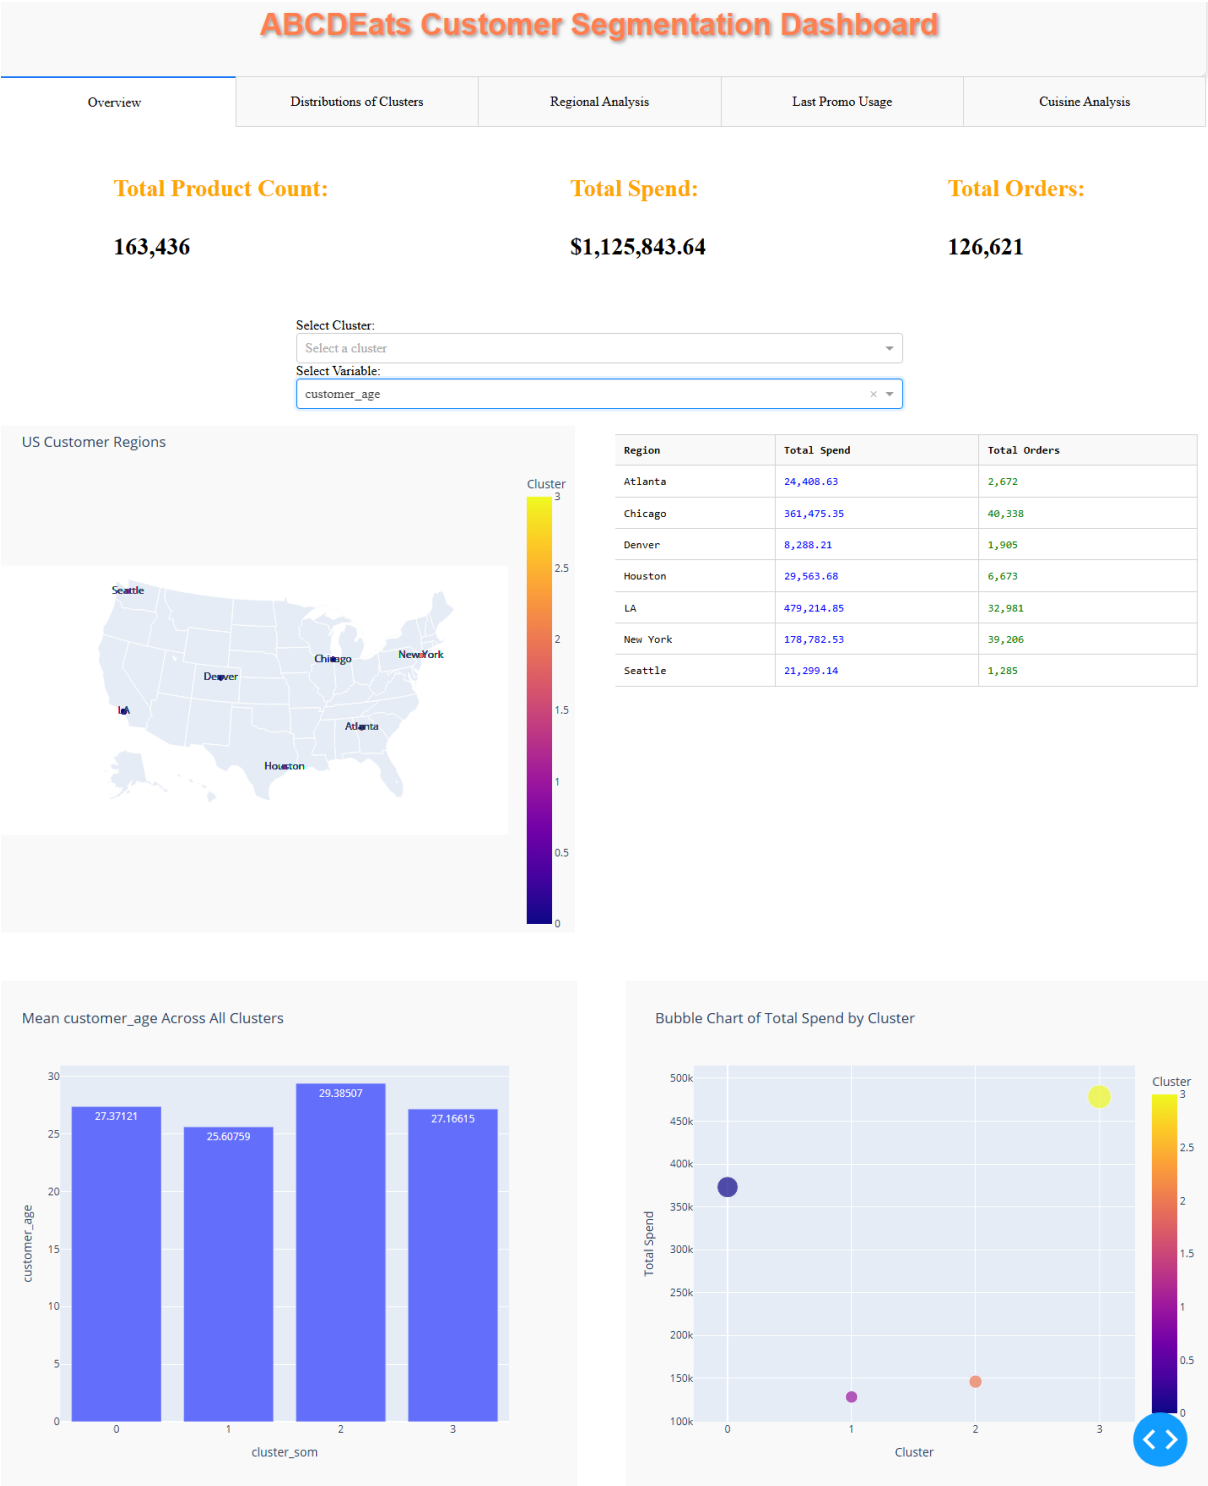 ABCDEats Customer Segmentation Dashboard
Overview
Distributions of Clusters
Regional Analysis
Last Promo Usage
Cuisine Analysis
Total Product Count:
Total Spend:
Total Orders:
163,436
$1,125,843.64
126,621
Select Cluster:
Select a cluster
Select Variable:
customer_age
×
US Customer Regions
Cluster
3
2.5
2
1.5
1
0.5
0
Seattle
Chicago
New York
Denver
LA
Atlanta
Houston
Region Total Spend Total Orders
Atlanta 24,408.63 2,672
Chicago 361,475.35 40,338
Denver 8,288.21 1,905
Houston 29,563.68 6,673
LA 479,214.85 32,981
New York 178,782.53 39,206
Seattle 21,299.14 1,285
Mean customer_age Across All Clusters
30
25
20
15
10
5
0
customer_age
27.37121
25.60759
29.38507
27.16615
0 1 2 3
cluster_som
Bubble Chart of Total Spend by Cluster
500k
450k
400k
350k
300k
250k
200k
150k
100k
Total Spend
0 1 2 3
Cluster
Cluster
3
2.5
2
1.5
1
0.5
0